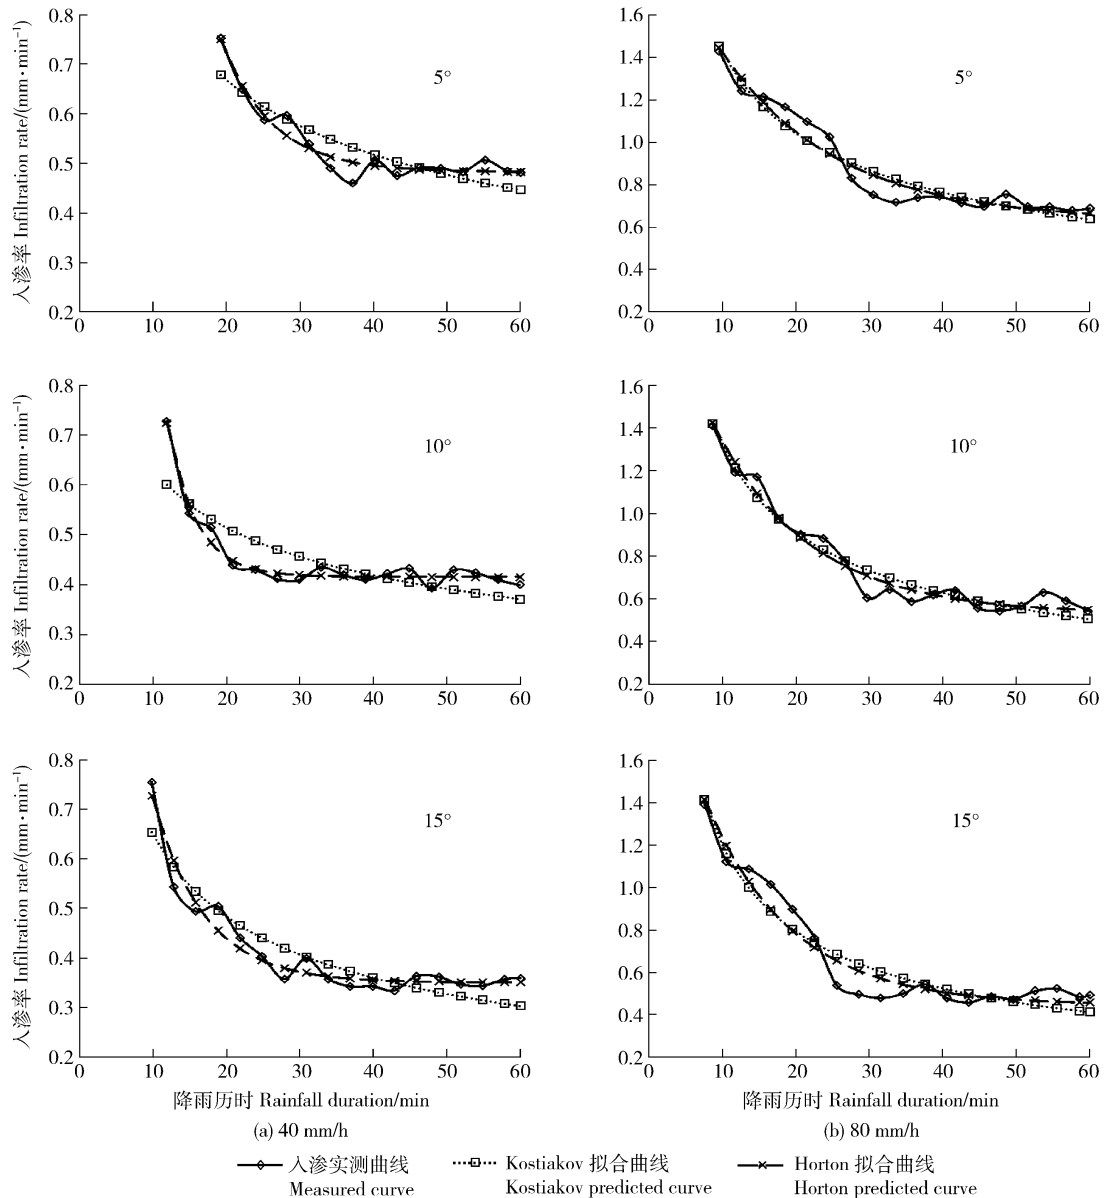 0.8
0.7
0.6
0.5
0.4
0.3
0.2
0 10 20 30 40 50 60
入渗率 Infiltration rate/(mm·min⁻¹)
5°
1.6
1.4
1.2
1.0
0.8
0.6
0.4
0.2
0 10 20 30 40 50 60
5°
0.8
0.7
0.6
0.5
0.4
0.3
0.2
0 10 20 30 40 50 60
入渗率 Infiltration rate/(mm·min⁻¹)
10°
1.6
1.4
1.2
1.0
0.8
0.6
0.4
0.2
0 10 20 30 40 50 60
10°
0.8
0.7
0.6
0.5
0.4
0.3
0.2
0 10 20 30 40 50 60
入渗率 Infiltration rate/(mm·min⁻¹)
15°
降雨历时 Rainfall duration/min
(a) 40 mm/h
1.6
1.4
1.2
1.0
0.8
0.6
0.4
0.2
0 10 20 30 40 50 60
15°
降雨历时 Rainfall duration/min
(b) 80 mm/h
入渗实测曲线
Measured curve
Kostiakov 拟合曲线
Kostiakov predicted curve
Horton 拟合曲线
Horton predicted curve